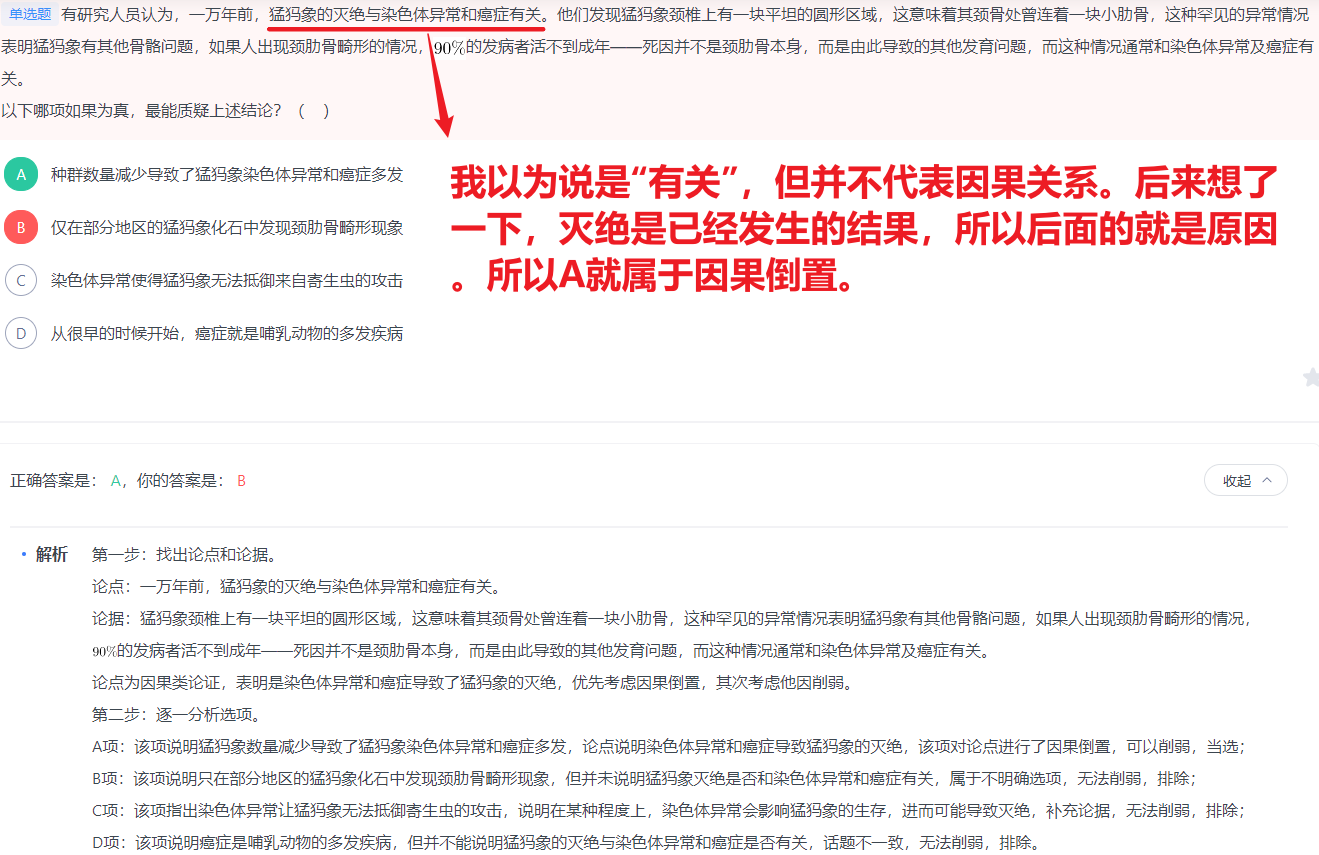 单选题 有研究人员认为，一万年前，猛犸象的灭绝与染色体异常和癌症有关。他们发现猛犸象颈椎上有一块平坦的圆形区域，这意味着其颈骨处曾连着一块小肋骨，这种罕见的异常情况
表明猛犸象有其他骨骼问题，如果人出现颈肋骨畸形的情况，90%的发病者活不到成年——死因并不是颈肋骨本身，而是由此导致的其他发育问题，而这种情况通常和染色体异常及癌症有
关。
以下哪项如果为真，最能质疑上述结论？（　）
A 种群数量减少导致了猛犸象染色体异常和癌症多发
B 仅在部分地区的猛犸象化石中发现颈肋骨畸形现象
C 染色体异常使得猛犸象无法抵御来自寄生虫的攻击
D 从很早的时候开始，癌症就是哺乳动物的多发疾病
我以为说是“有关”，但并不代表因果关系。后来想了
一下，灭绝是已经发生的结果，所以后面的就是原因
。所以A就属于因果倒置。
正确答案是： A，你的答案是： B
收起
解析 第一步：找出论点和论据。
论点：一万年前，猛犸象的灭绝与染色体异常和癌症有关。
论据：猛犸象颈椎上有一块平坦的圆形区域，这意味着其颈骨处曾连着一块小肋骨，这种罕见的异常情况表明猛犸象有其他骨骼问题，如果人出现颈肋骨畸形的情况，
90%的发病者活不到成年——死因并不是颈肋骨本身，而是由此导致的其他发育问题，而这种情况通常和染色体异常及癌症有关。
论点为因果类论证，表明是染色体异常和癌症导致了猛犸象的灭绝，优先考虑因果倒置，其次考虑他因削弱。
第二步：逐一分析选项。
A项：该项说明猛犸象数量减少导致了猛犸象染色体异常和癌症多发，论点说明染色体异常和癌症导致猛犸象的灭绝，该项对论点进行了因果倒置，可以削弱，当选；
B项：该项说明只在部分地区的猛犸象化石中发现颈肋骨畸形现象，但并未说明猛犸象灭绝是否和染色体异常和癌症有关，属于不明确选项，无法削弱，排除；
C项：该项指出染色体异常让猛犸象无法抵御寄生虫的攻击，说明在某种程度上，染色体异常会影响猛犸象的生存，进而可能导致灭绝，补充论据，无法削弱，排除；
D项：该项说明癌症是哺乳动物的多发疾病，但并不能说明猛犸象的灭绝与染色体异常和癌症是否有关，话题不一致，无法削弱，排除。